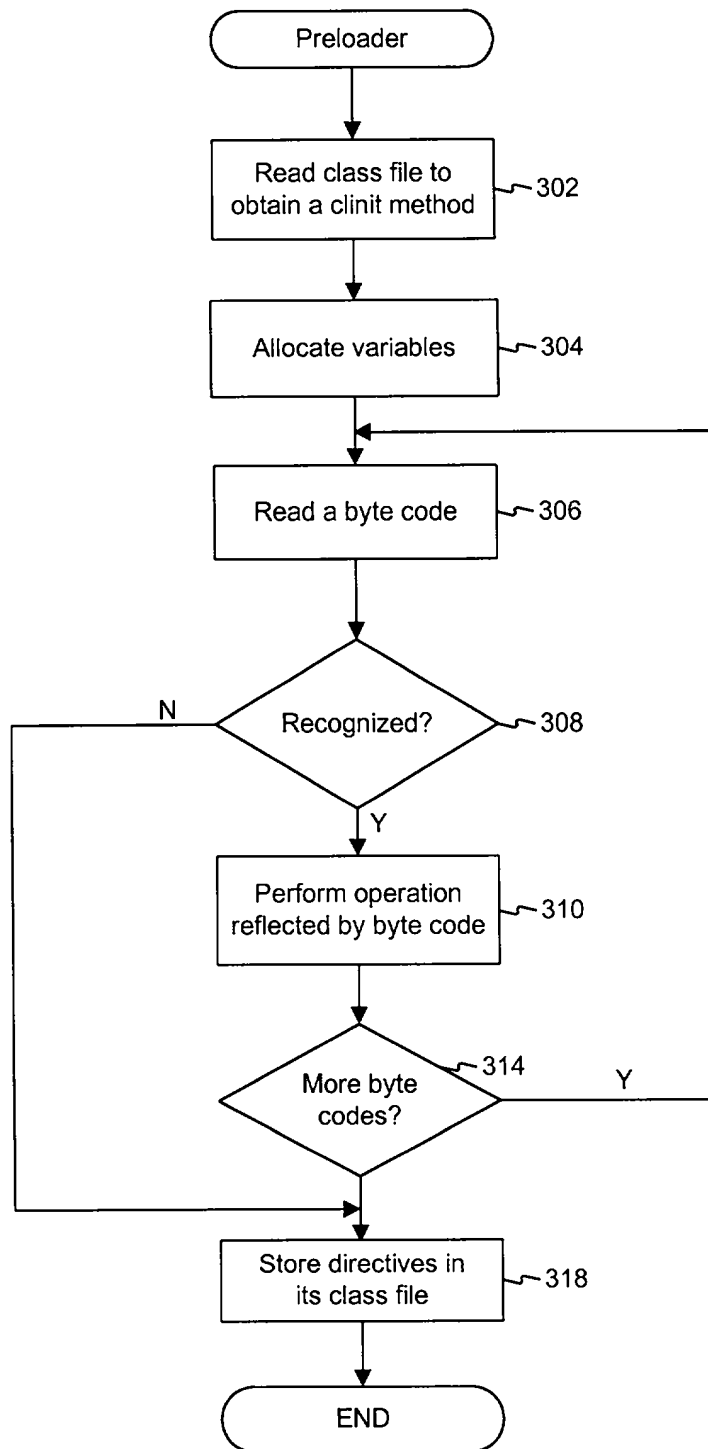 Preloader
Read class file to
obtain a clinit method
302
Allocate variables
304
Read a byte code
306
N
Recognized?
308
Y
Perform operation
reflected by byte code
310
314
More byte
codes?
Y
Store directives in
its class file
318
END